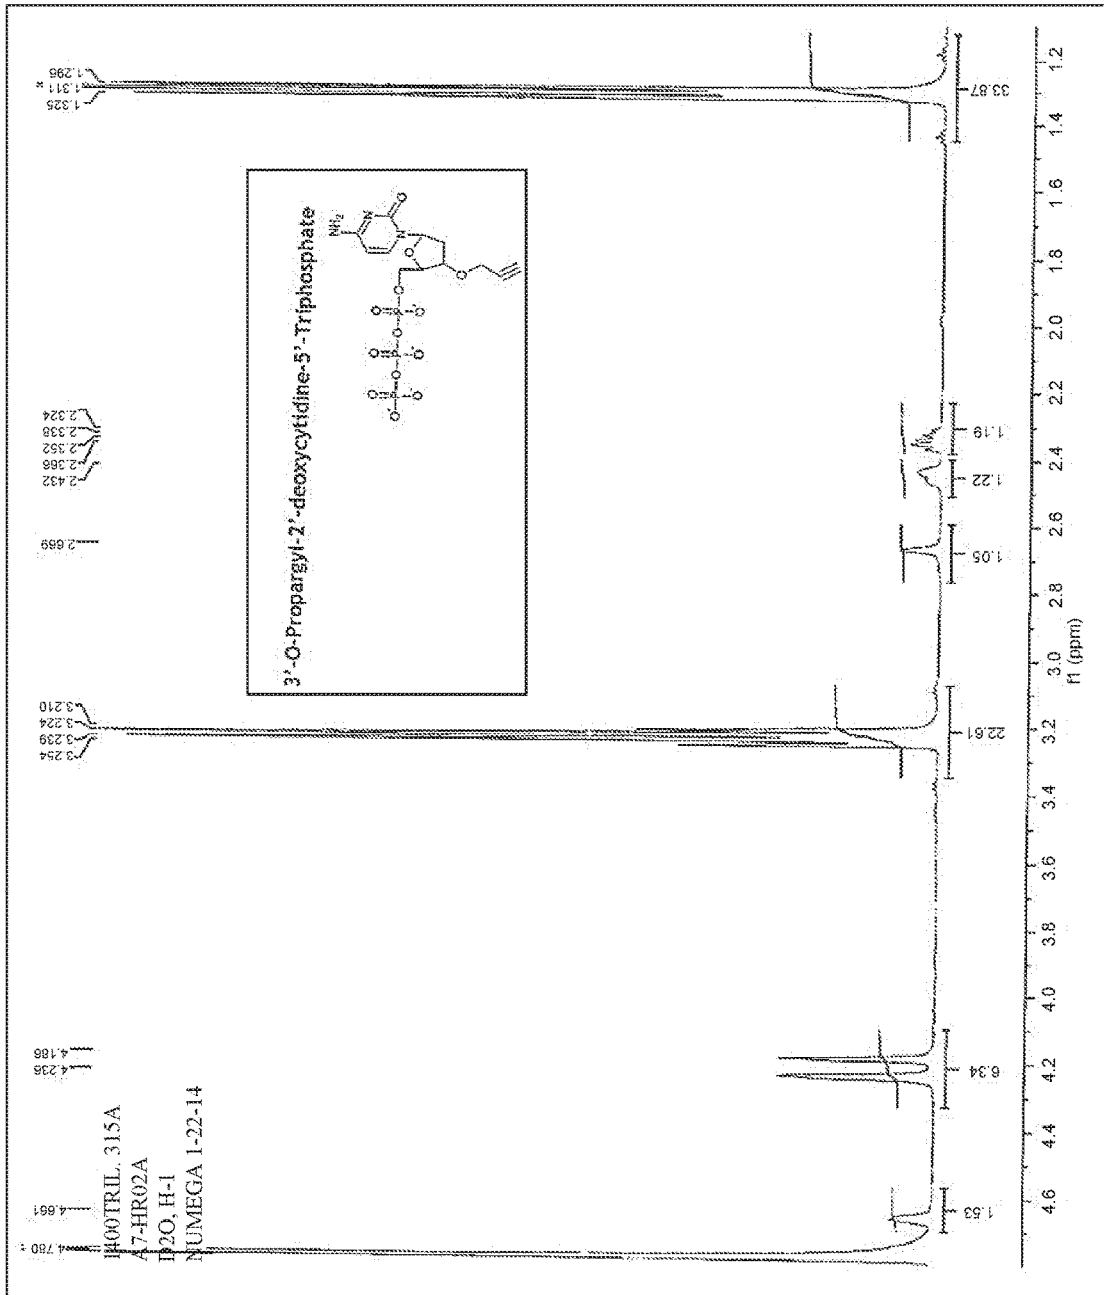 1400TRIL. 315A
A7-HR02A
D2O, H-1
NUMEGA 1-22-14
3'-O-Propargyl-2'-deoxycytidine-5'-Triphosphate
NH2
N
O
N
O
O
O
O P O P O P O
O O O
4.780
4.661
4.236
4.186
3.254
3.239
3.224
3.210
2.669
2.432
2.366
2.352
2.338
2.324
1.325
1.311
1.296
1.53
6.34
22.61
1.05
1.22
1.19
33.87
4.6 4.4 4.2 4.0 3.8 3.6 3.4 3.2 3.0 2.8 2.6 2.4 2.2 2.0 1.8 1.6 1.4 1.2
f1 (ppm)